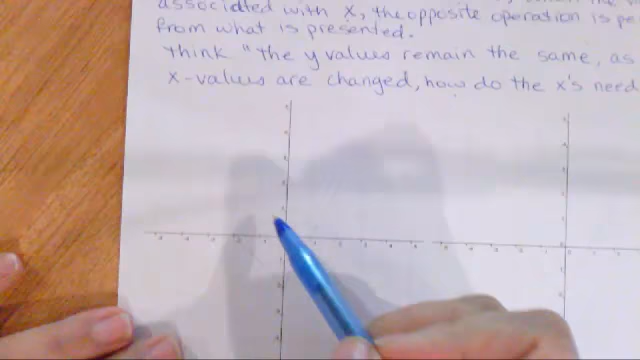 associated with x, the opposite operation is
from what is presented.
Think "the y values remain the same, as
x-values are changed, how do the x's need